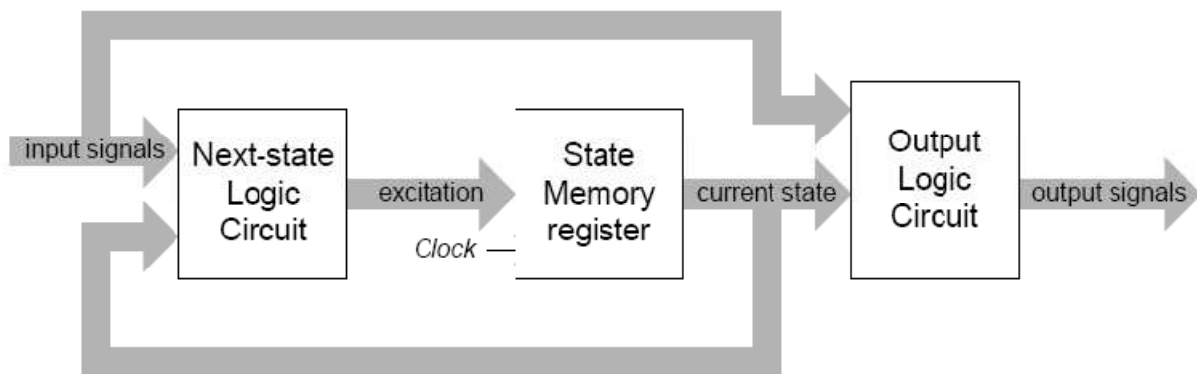 input signals
Next-state
Logic
Circuit
excitation
Clock
State
Memory
register
current state
Output
Logic
Circuit
output signals